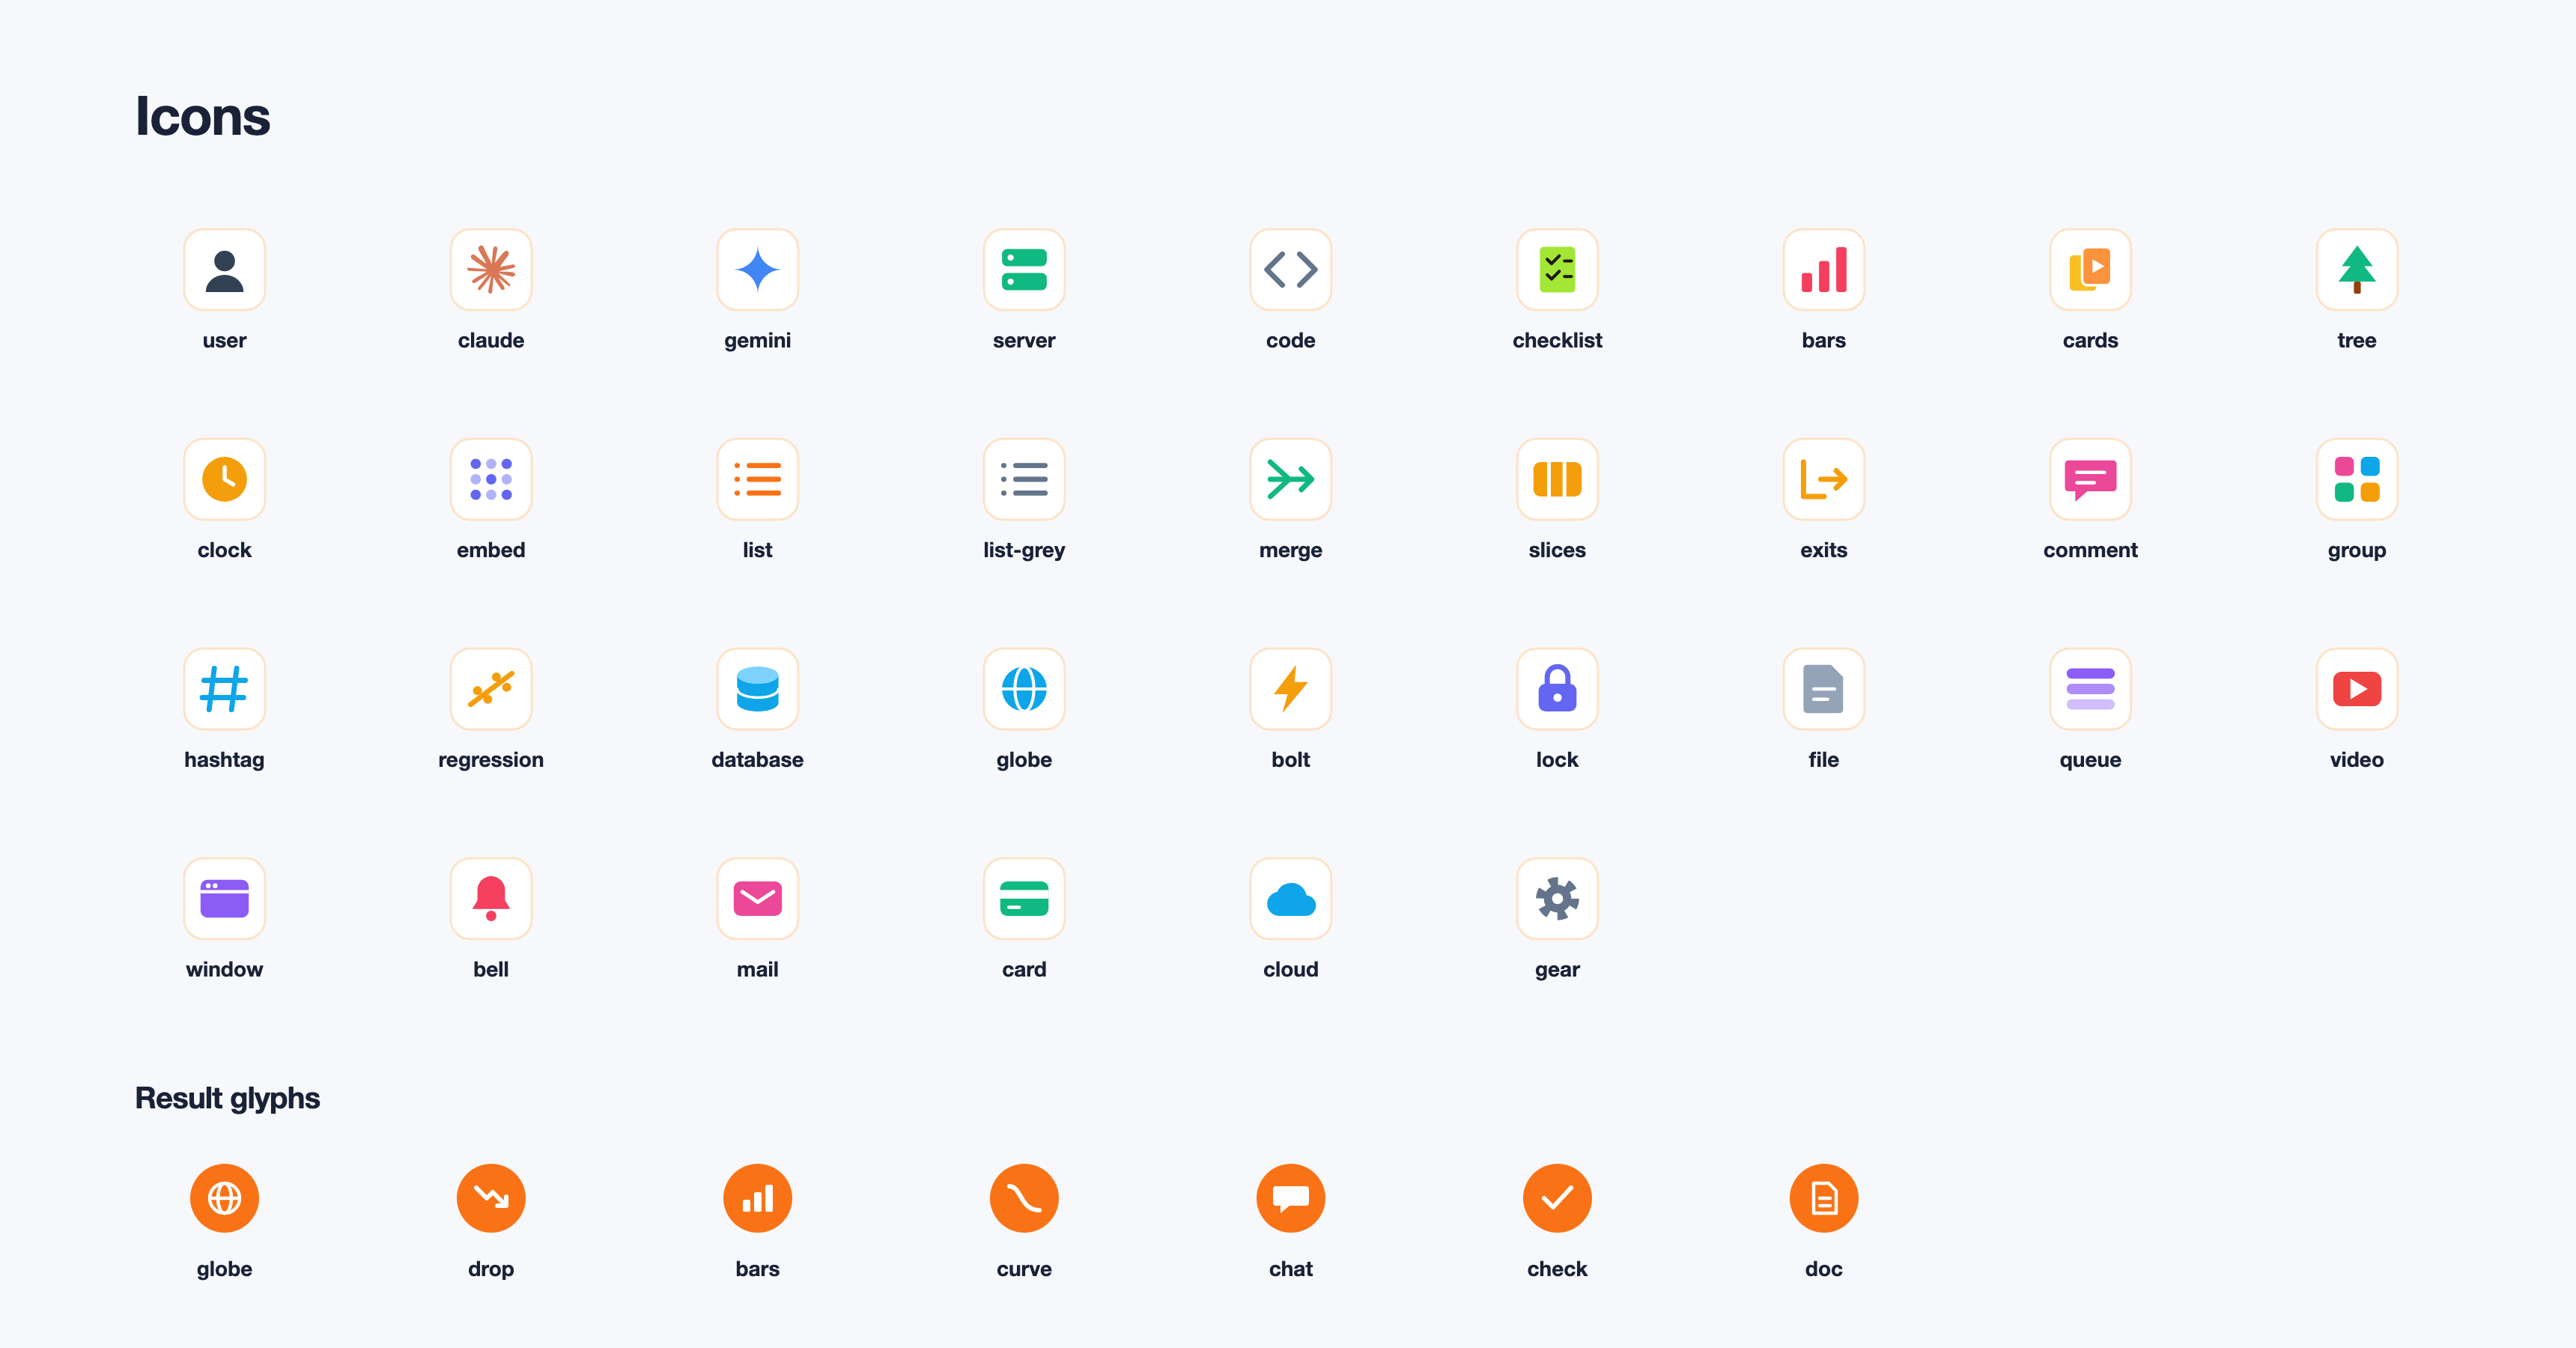 Icons
user claude gemini server code checklist bars cards tree
clock embed list list-grey merge slices exits comment group
hashtag regression database globe bolt lock file queue video
window bell mail card cloud gear
Result glyphs
globe drop bars curve chat check doc